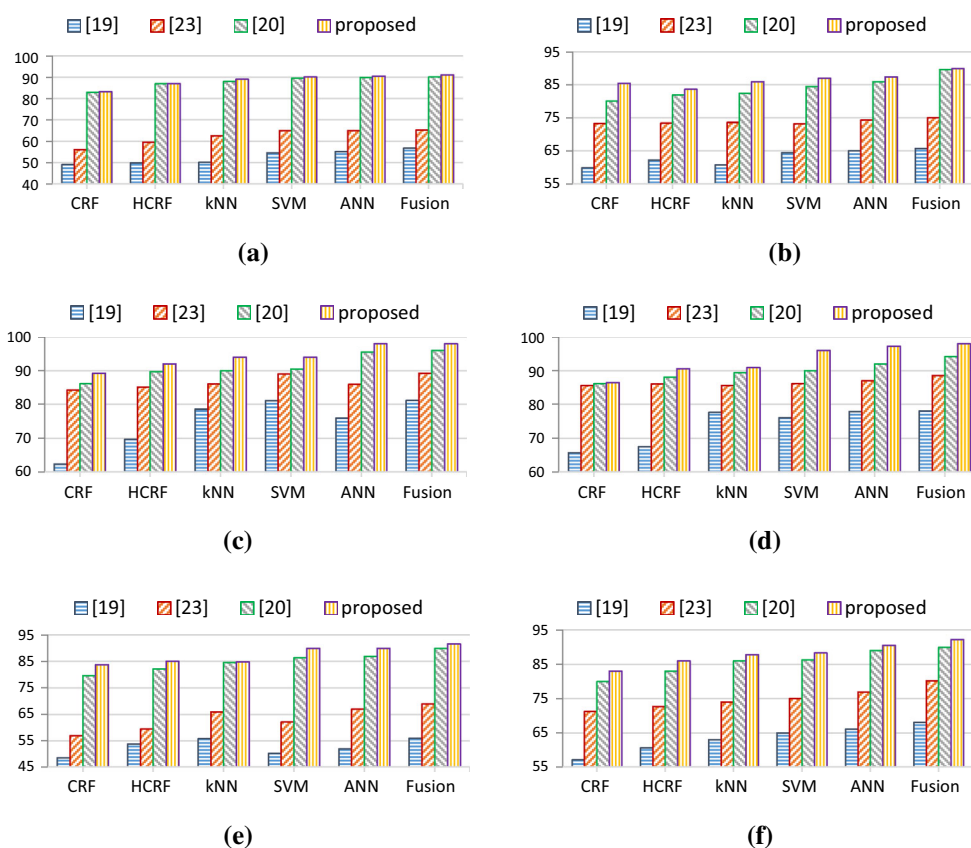 [19] [23] [20] proposed
100
90
80
70
60
50
40
CRF HCRF kNN SVM ANN Fusion
(a)
[19] [23] [20] proposed
95
85
75
65
55
CRF HCRF kNN SVM ANN Fusion
(b)
[19] [23] [20] proposed
100
90
80
70
60
CRF HCRF kNN SVM ANN Fusion
(c)
[19] [23] [20] proposed
100
90
80
70
60
CRF HCRF kNN SVM ANN Fusion
(d)
[19] [23] [20] proposed
95
85
75
65
55
45
CRF HCRF kNN SVM ANN Fusion
(e)
[19] [23] [20] proposed
95
85
75
65
55
CRF HCRF kNN SVM ANN Fusion
(f)